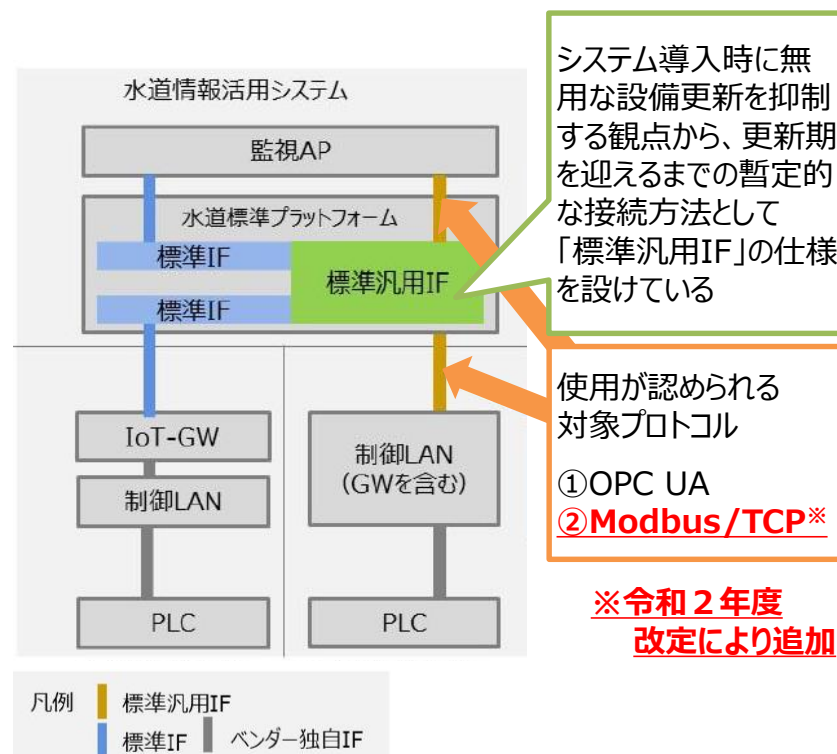 水道情報活用システム
監視AP
水道標準プラットフォーム
標準IF
標準汎用IF
標準IF
IoT-GW
制御LAN
PLC
制御LAN
(GWを含む)
PLC
凡例
標準汎用IF
標準IF
ベンダー独自IF
システム導入時に無
用な設備更新を抑制
する観点から、更新期
を迎えるまでの暫定的
な接続方法として
「標準汎用IF」の仕様
を設けている
使用が認められる
対象プロトコル
①OPC UA
②Modbus/TCP※
※令和２年度
改定により追加